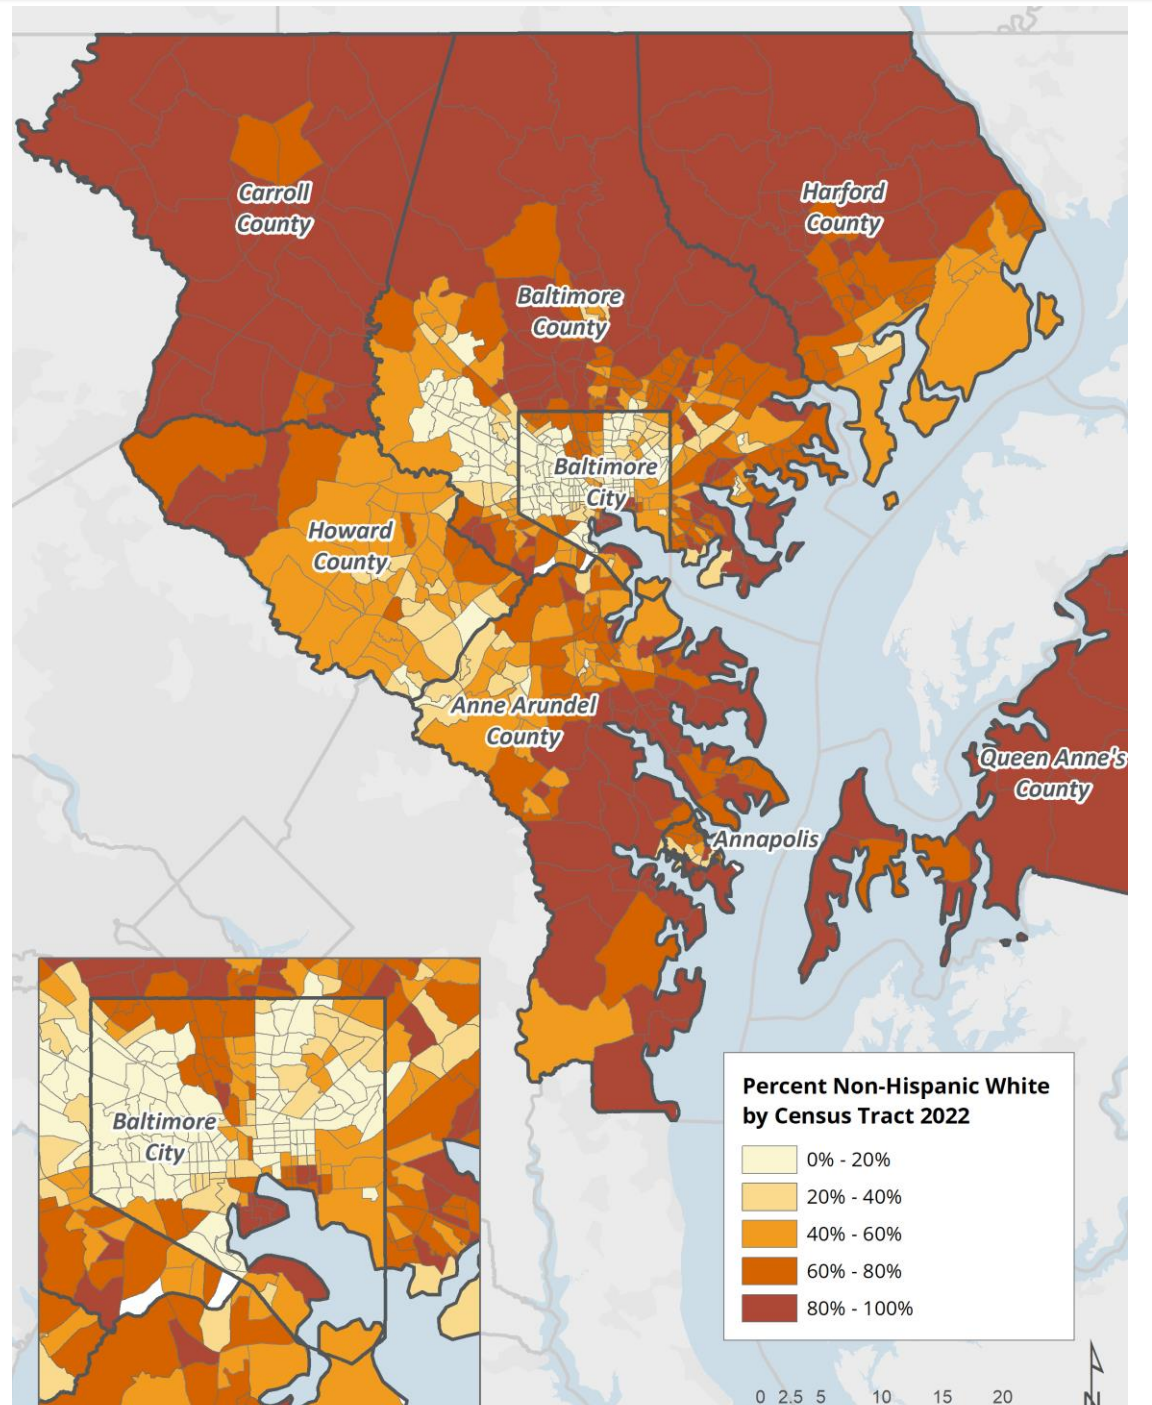 Carroll
County
Harford
County
Baltimore
County
Baltimore
City
Howard
County
Anne Arundel
County
Queen Anne's
County
Annapolis
Baltimore
City
Percent Non-Hispanic White
by Census Tract 2022
0% - 20%
20% - 40%
40% - 60%
60% - 80%
80% - 100%
0 2.5 5 10 15 20
N